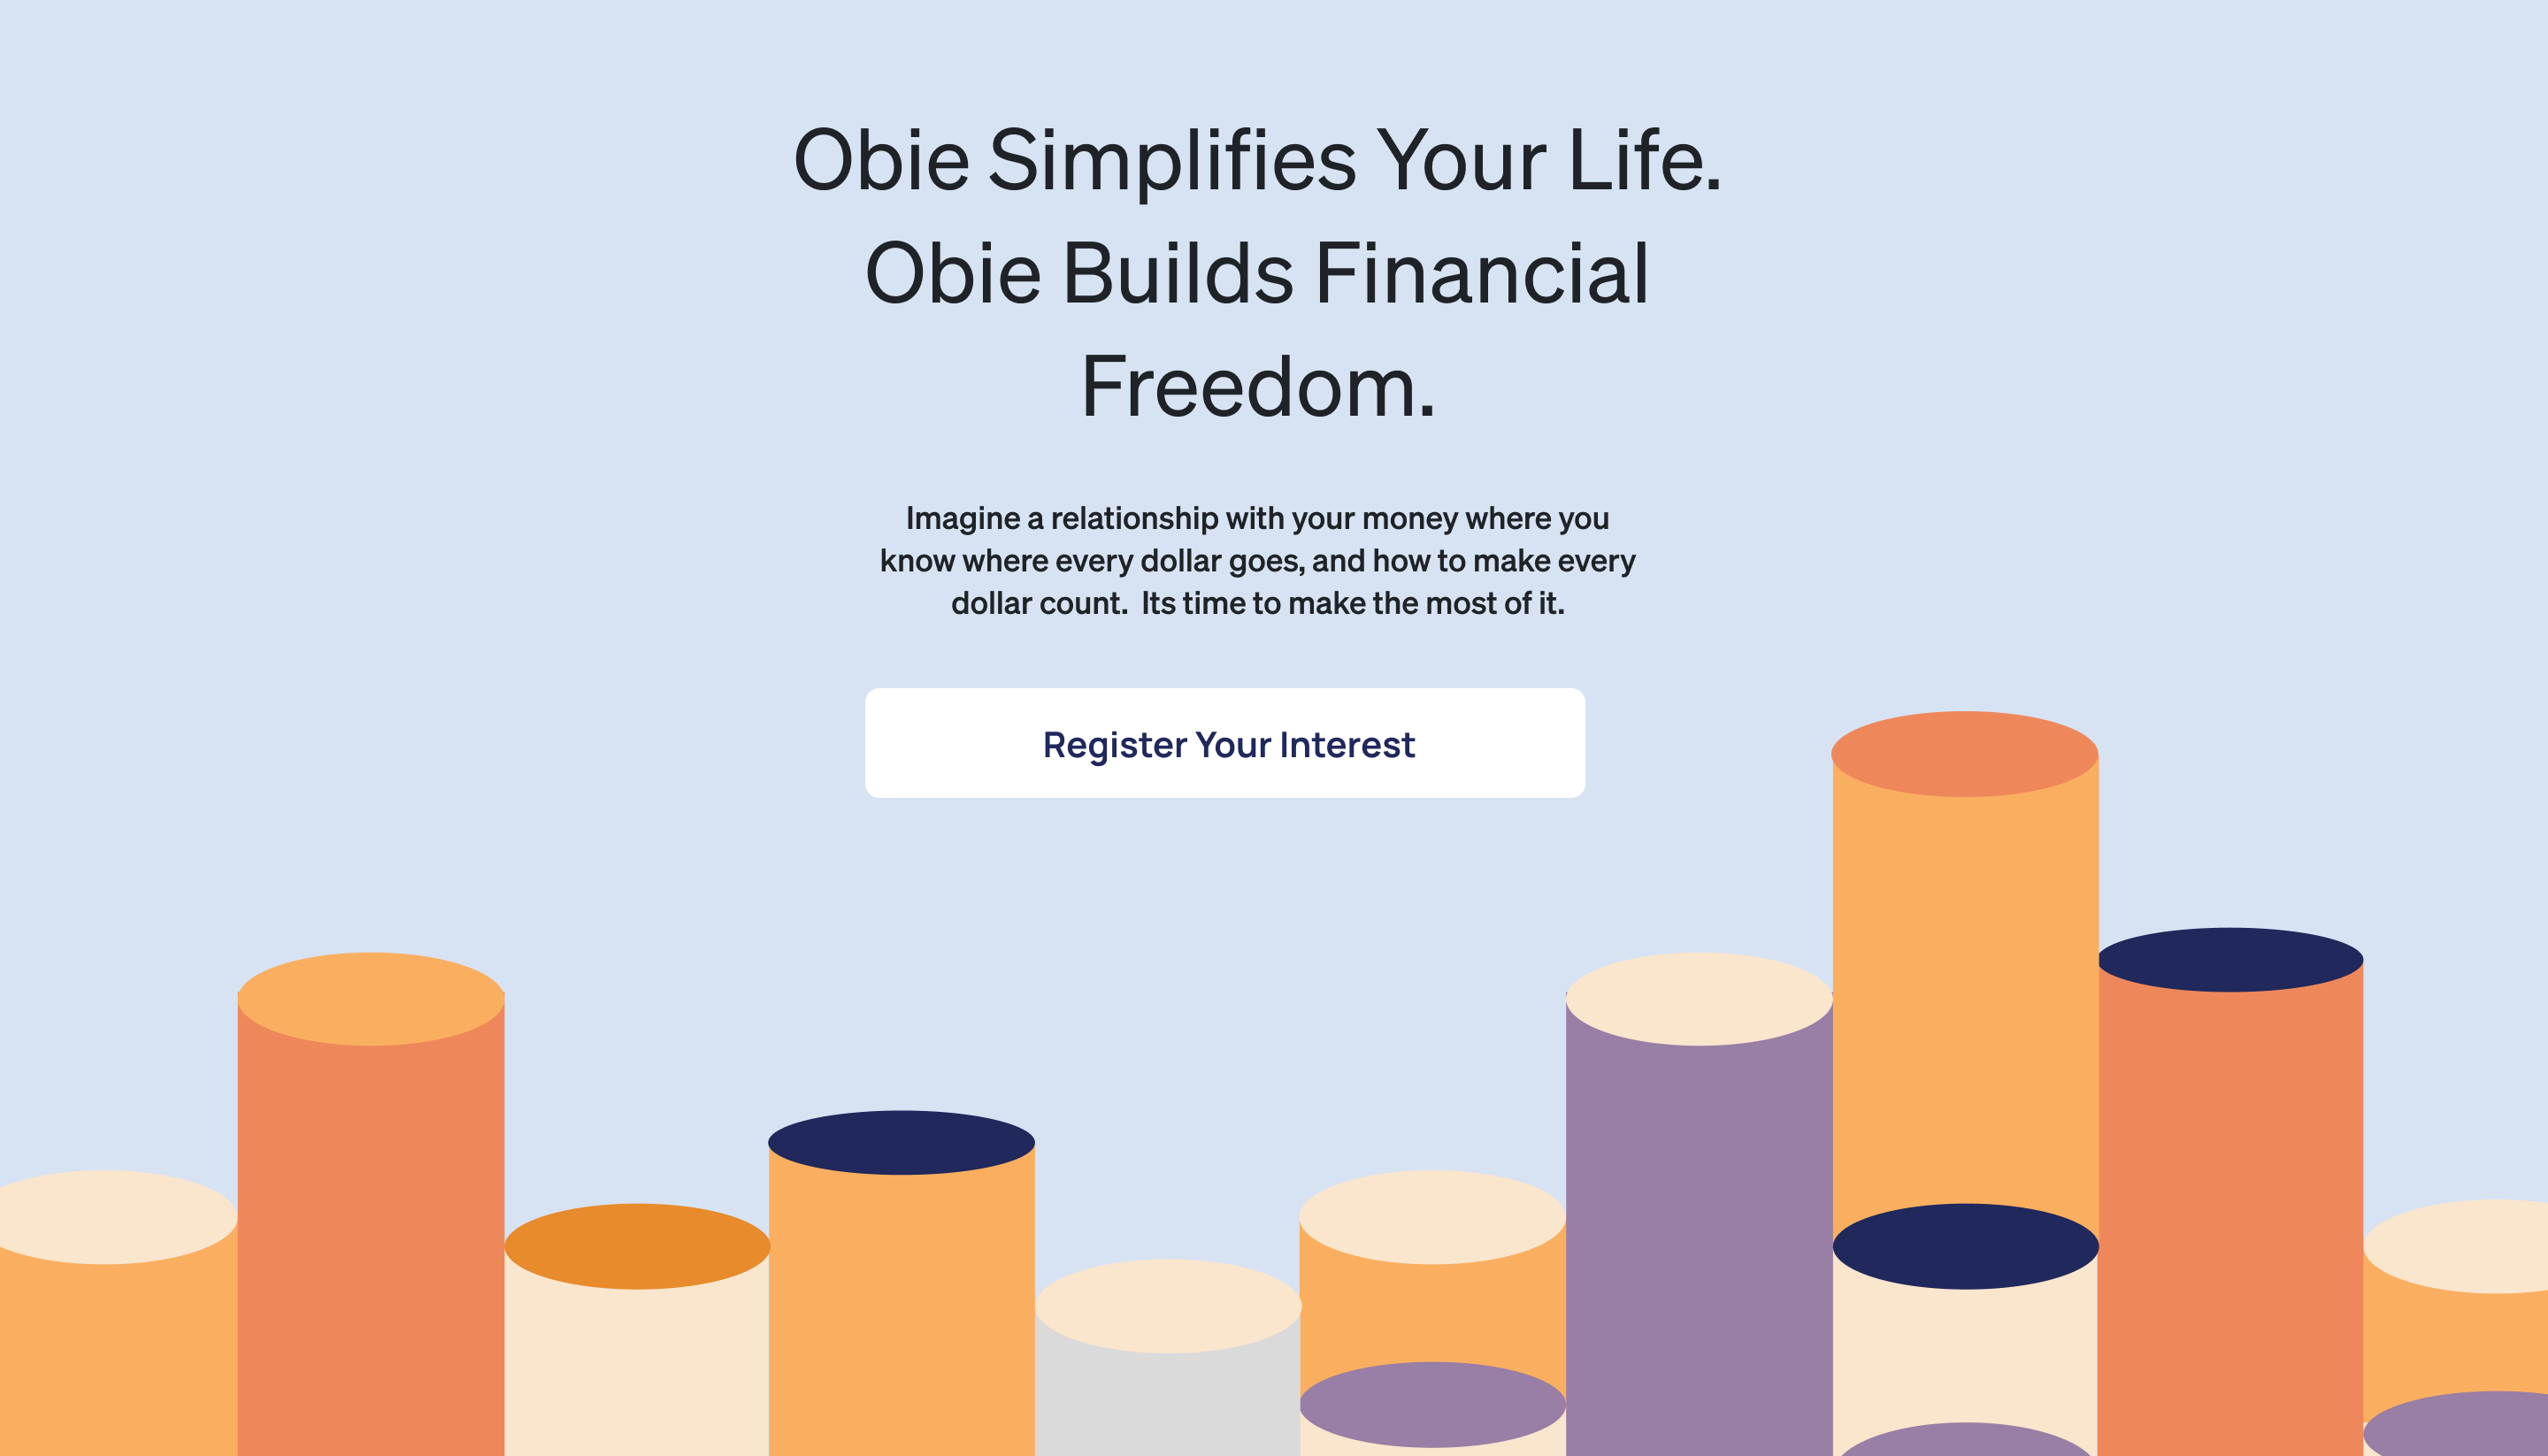 Obie Simplifies Your Life.
Obie Builds Financial
Freedom.
Imagine a relationship with your money where you
know where every dollar goes, and how to make every
dollar count.  Its time to make the most of it.
Register Your Interest